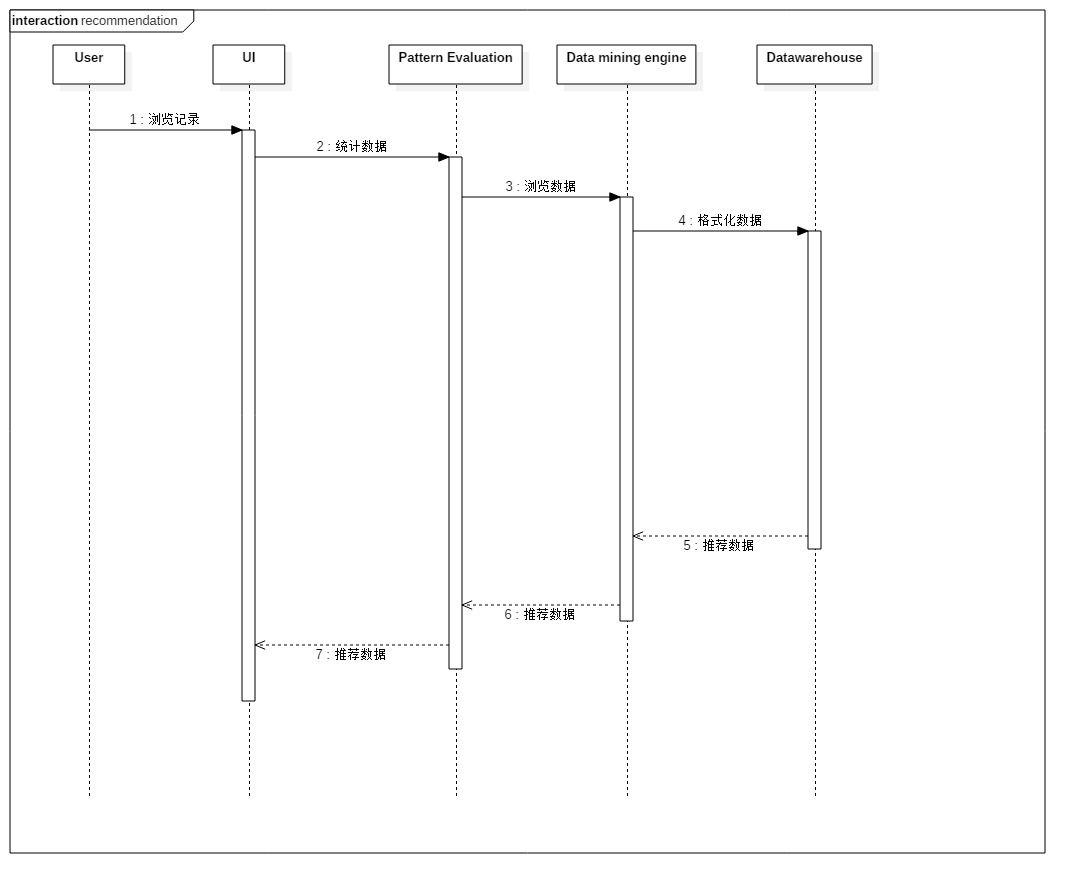 interaction recommendation
User
UI
Pattern Evaluation
Data mining engine
Datawarehouse
1 : 浏览记录
2 : 统计数据
3 : 浏览数据
4 : 格式化数据
5 : 推荐数据
6 : 推荐数据
7 : 推荐数据